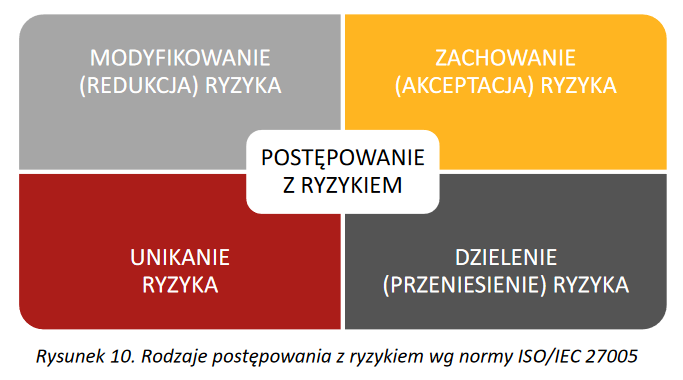 MODYFIKOWANIE
(REDUKCJA) RYZYKA
ZACHOWANIE
(AKCEPTACJA) RYZYKA
POSTĘPOWANIE
Z RYZYKIEM
UNIKANIE
RYZYKA
DZIELENIE
(PRZENIESIENIE) RYZYKA
Rysunek 10. Rodzaje postępowania z ryzykiem wg normy ISO/IEC 27005